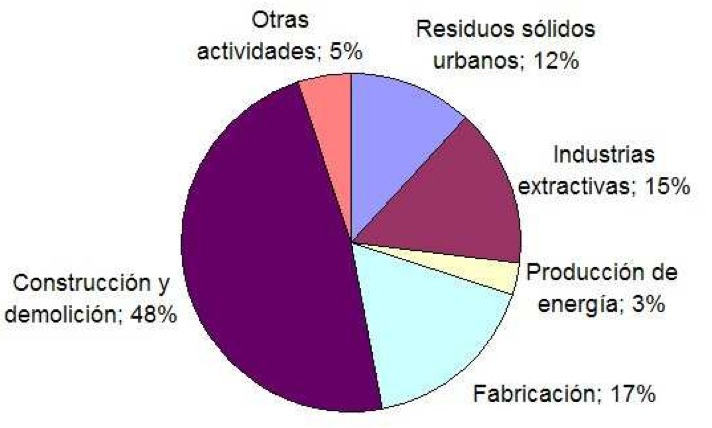 Otras
actividades; 5%
Residuos sólidos
urbanos; 12%
Industrias
extractivas; 15%
Producción de
energía; 3%
Fabricación; 17%
Construcción y
demolición; 48%